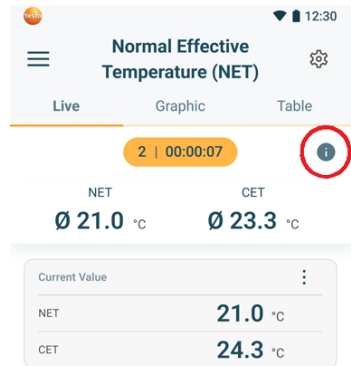 testo
12:30
Normal Effective
Temperature (NET)
Live Graphic Table
2 | 00:00:07
i
NET CET
Ø 21.0 °C Ø 23.3 °C
Current Value
NET 21.0 °C
CET 24.3 °C